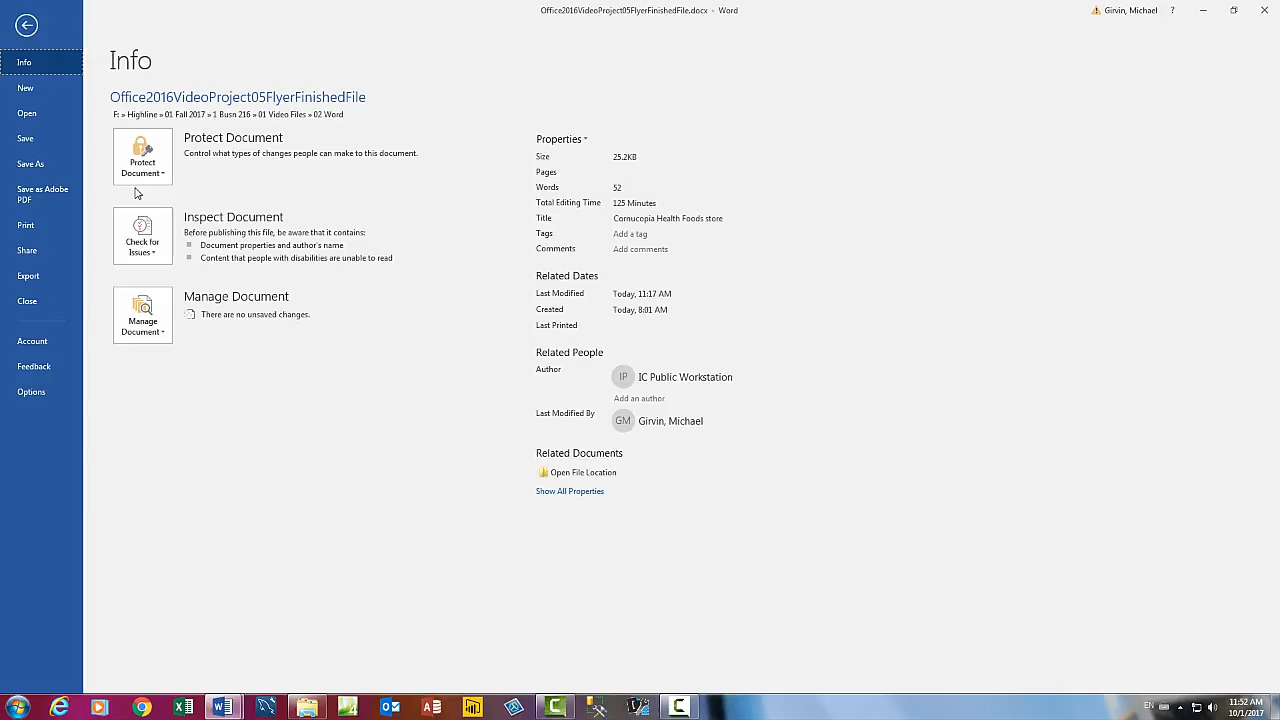 Office2016VideoProject05FlyerFinishedFile.docx - Word
Girvin, Michael
?
Info
New
Open
Save
Save As
Save as Adobe
PDF
Print
Share
Export
Close
Account
Feedback
Options
Info
Office2016VideoProject05FlyerFinishedFile
F: » Highline » 01 Fall 2017 » 1 Busn 216 » 01 Video Files » 02 Word
Protect
Document
Protect Document
Control what types of changes people can make to this document.
Check for
Issues
Inspect Document
Before publishing this file, be aware that it contains:
Document properties and author's name
Content that people with disabilities are unable to read
Manage
Document
Manage Document
There are no unsaved changes.
Properties
Size 25.2KB
Pages
Words 52
Total Editing Time 125 Minutes
Title Cornucopia Health Foods store
Tags Add a tag
Comments Add comments
Related Dates
Last Modified Today, 11:17 AM
Created Today, 8:01 AM
Last Printed
Related People
Author IP IC Public Workstation
Add an author
Last Modified By GM Girvin, Michael
Related Documents
Open File Location
Show All Properties
EN
11:52 AM
10/1/2017